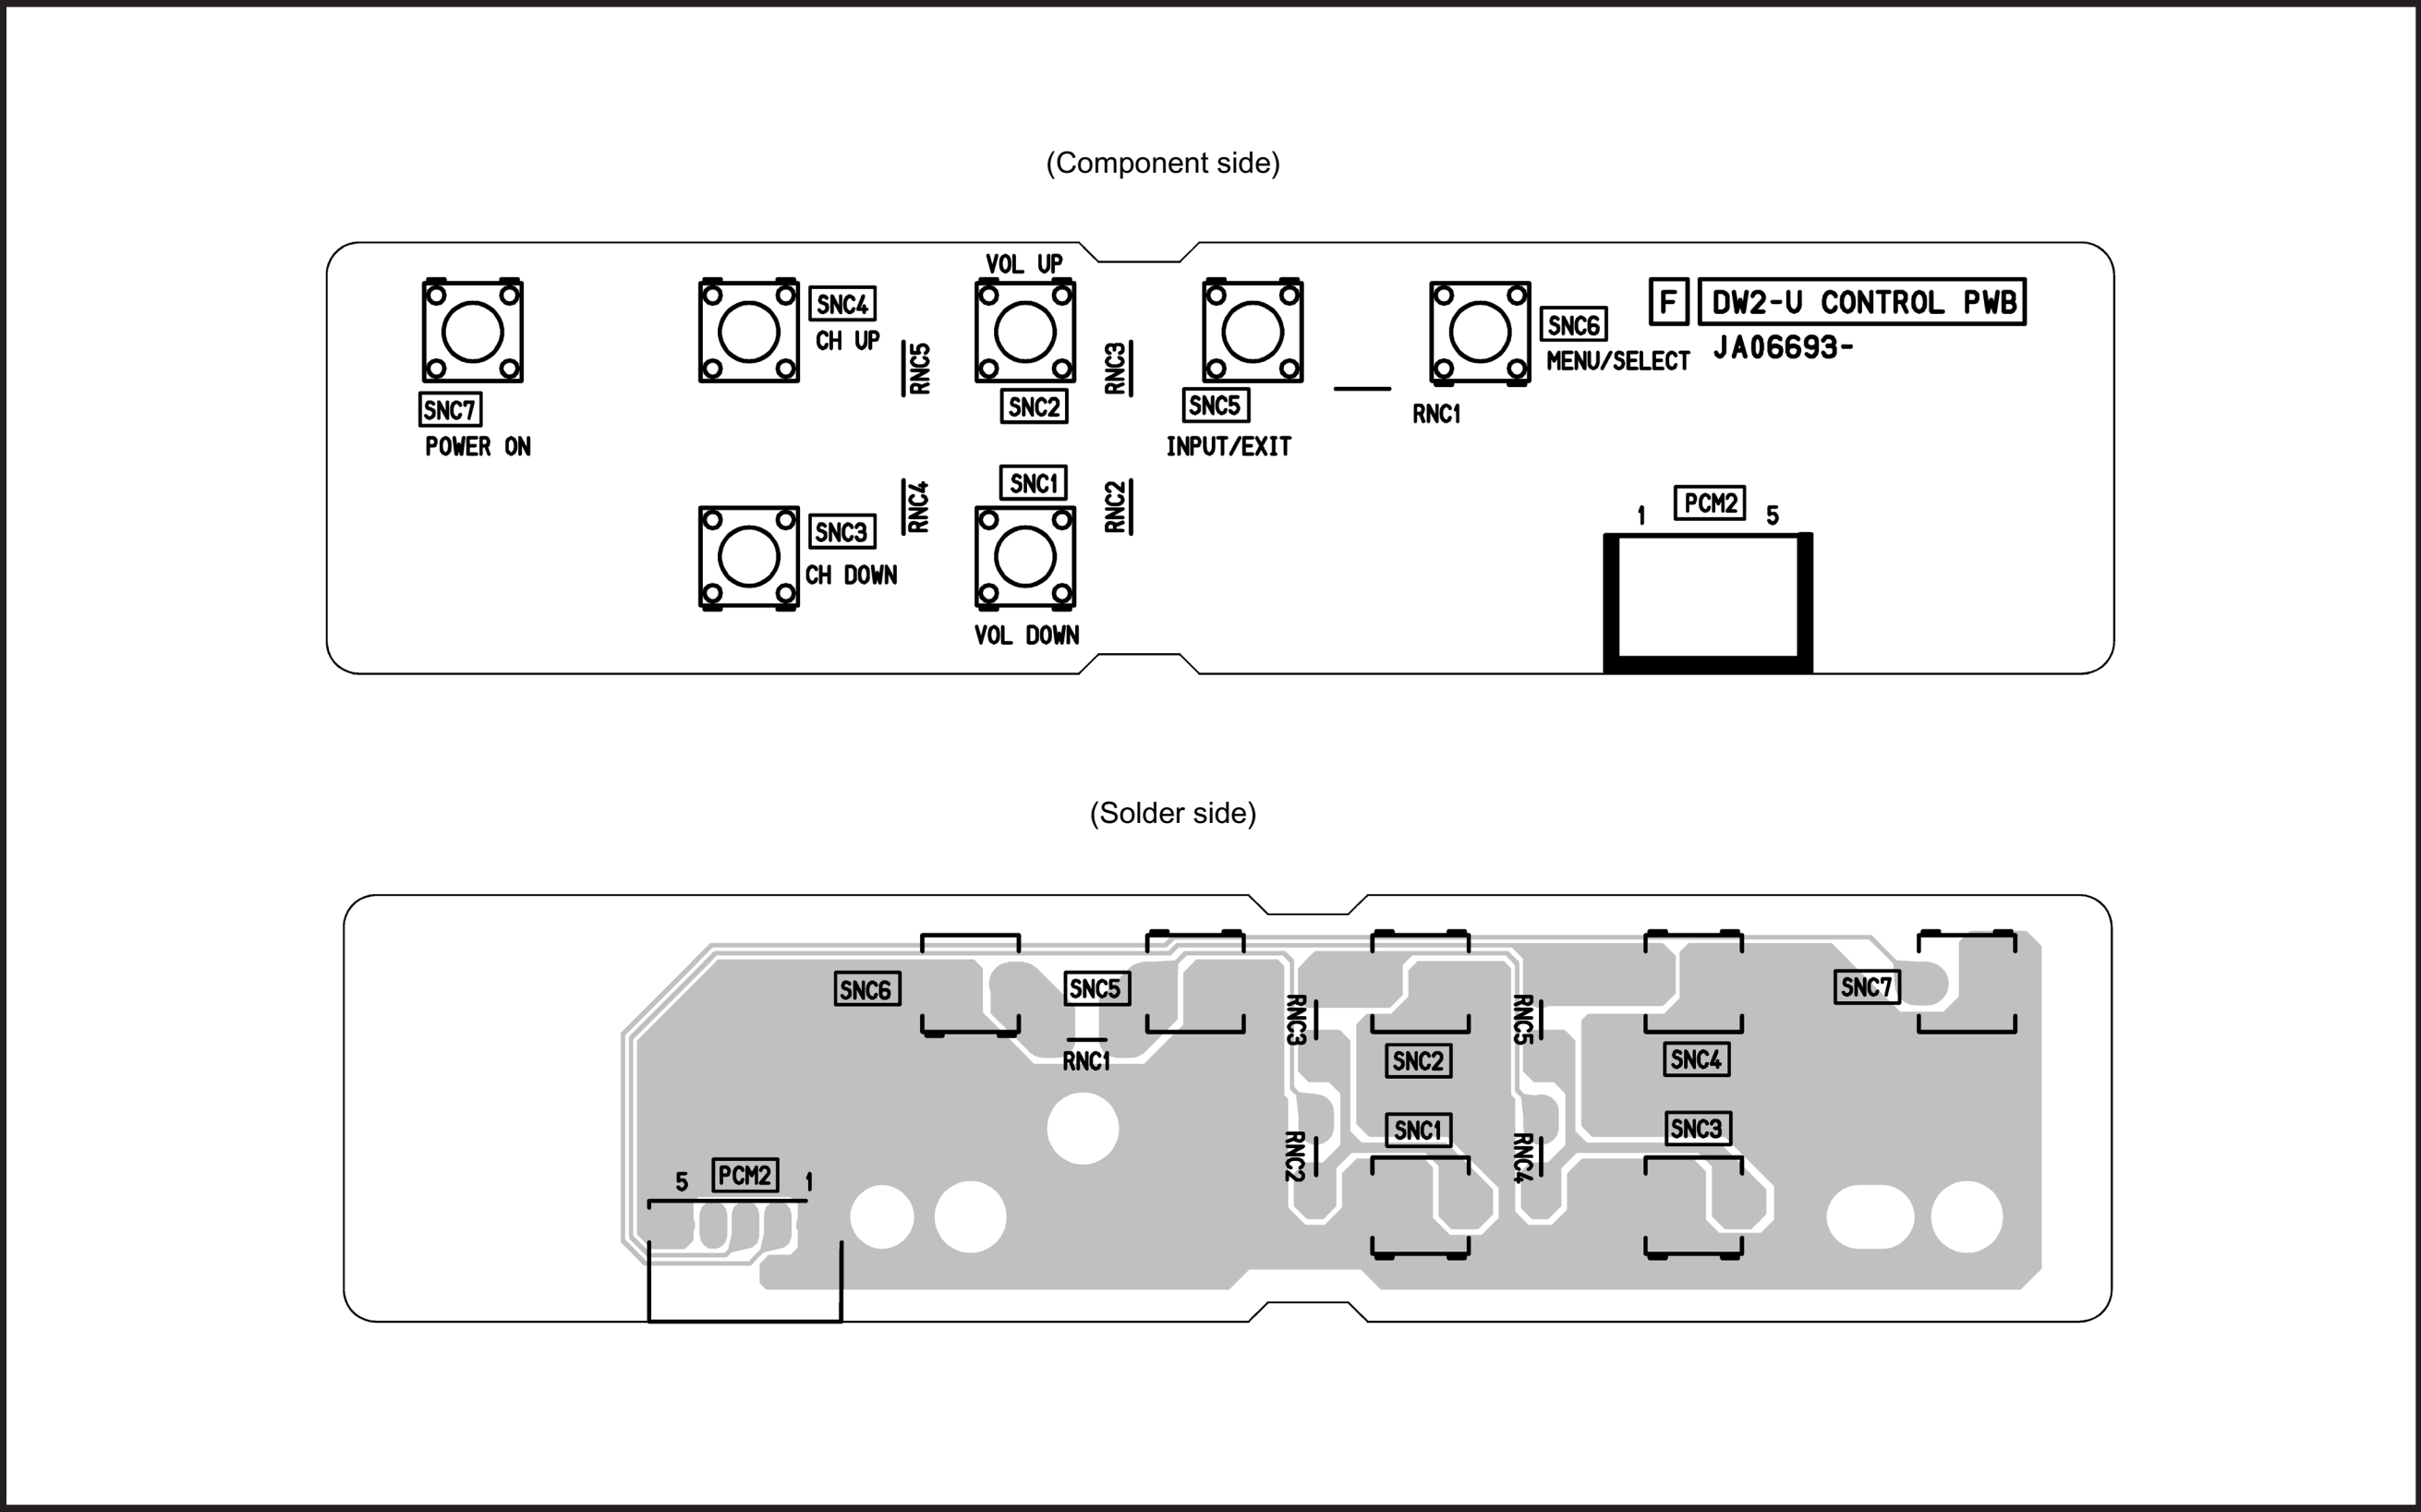 (Component side)
VOL UP
SNC4
CH UP
RNC5
RNC3
SNC6
MENU/SELECT
F DW2-U CONTROL PWB
JA06693-
SNC7
POWER ON
SNC2
SNC5
INPUT/EXIT
RNC1
SNC1
RNC4
RNC2
SNC3
CH DOWN
VOL DOWN
1 PCM2 5
(Solder side)
SNC6
SNC5
SNC7
RNC3
RNC5
RNC1
SNC2
SNC4
SNC1
SNC3
RNC2
RNC4
5 PCM2 1